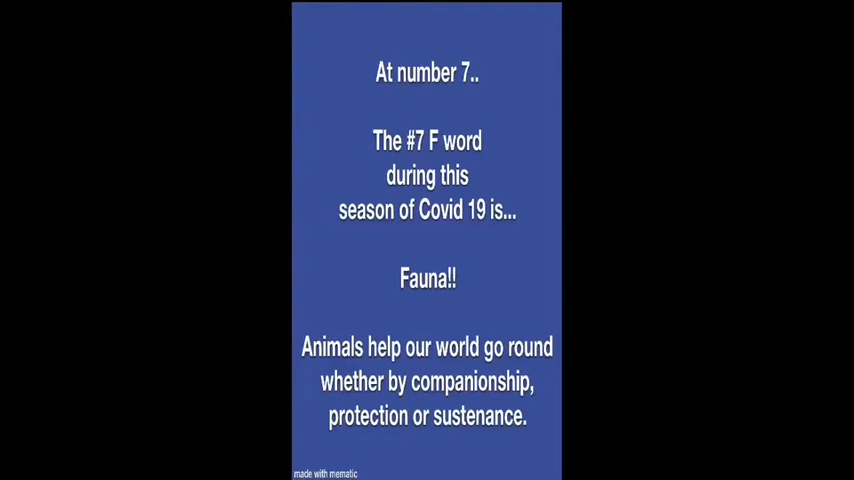 At number 7..
The #7 F word
during this
season of Covid 19 is...
Fauna!!
Animals help our world go round
whether by companionship,
protection or sustenance.
made with mematic